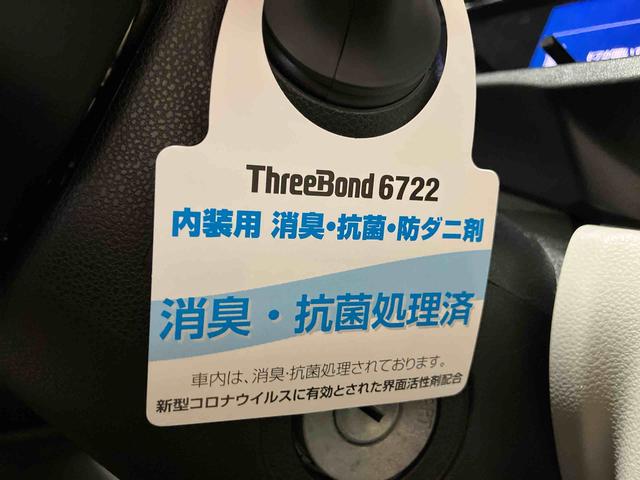 ThreeBond 6722
内装用 消臭・抗菌・防ダニ剤
消臭・抗菌処理済
車内は、消臭・抗菌処理されております。
新型コロナウイルスに有効とされた界面活性剤配合